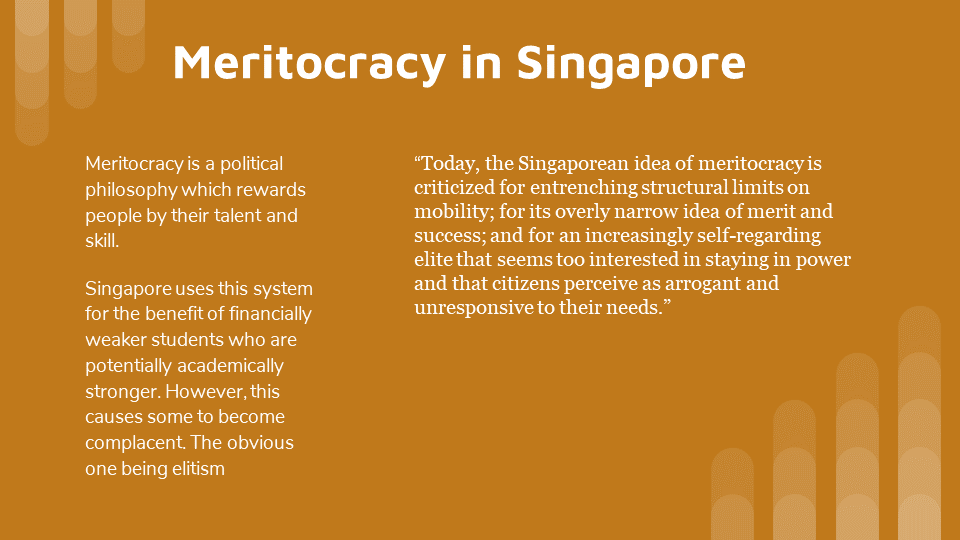 Meritocracy in Singapore
Meritocracy is a political
philosophy which rewards
people by their talent and
skill.
Singapore uses this system
for the benefit of financially
weaker students who are
potentially academically
stronger. However, this
causes some to become
complacent. The obvious
one being elitism
“Today, the Singaporean idea of meritocracy is
criticized for entrenching structural limits on
mobility; for its overly narrow idea of merit and
success; and for an increasingly self-regarding
elite that seems too interested in staying in power
and that citizens perceive as arrogant and
unresponsive to their needs.”